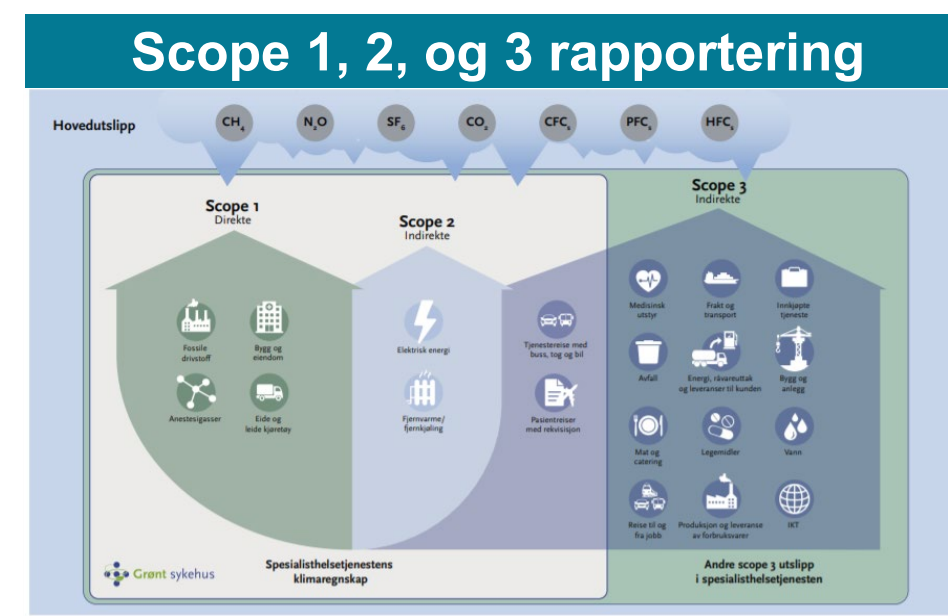 Scope 1, 2, og 3 rapportering
Hovedutslipp
CH₄
N₂O
SF₆
CO₂
CFCₛ
PFCₛ
HFCₛ
Scope 1
Direkte
Fossile
drivstoff
Bygg og
eiendom
Anestesigasser
Eide og
leide kjøretøy
Scope 2
Indirekte
Elektrisk energi
Fjernvarme/
fjernkjøling
Tjenestereise med
buss, tog og bil
Pasientreiser
med rekvisisjon
Scope 3
Indirekte
Medisinsk
utstyr
Frakt og
transport
Innkjøpte
tjeneste
Avfall
Energi, råvareuttak
og leveranser til kunden
Bygg og
anlegg
Mat og
catering
Legemidler
Vann
Reise til og
fra jobb
Produksjon og leveranse
av forbruksvarer
IKT
Grønt sykehus
Spesialisthelsetjenestens
klimaregnskap
Andre scope 3 utslipp
i spesialisthelsetjenesten